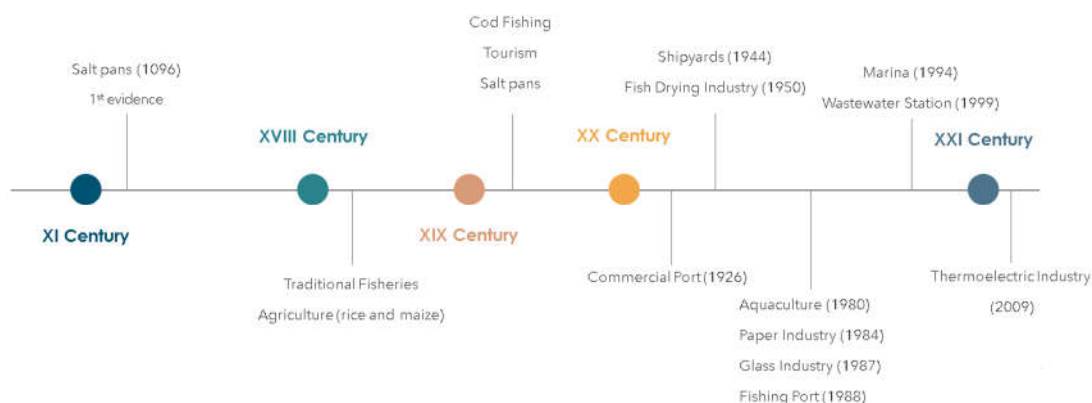 Salt pans (1096)
1st evidence
XI Century
XVIII Century
Traditional Fisheries
Agriculture (rice and maize)
Cod Fishing
Tourism
Salt pans
XIX Century
XX Century
Commercial Port (1926)
Shipyards (1944)
Fish Drying Industry (1950)
Aquaculture (1980)
Paper Industry (1984)
Glass Industry (1987)
Fishing Port (1988)
Marina (1994)
Wastewater Station (1999)
XXI Century
Thermoelectric Industry
(2009)